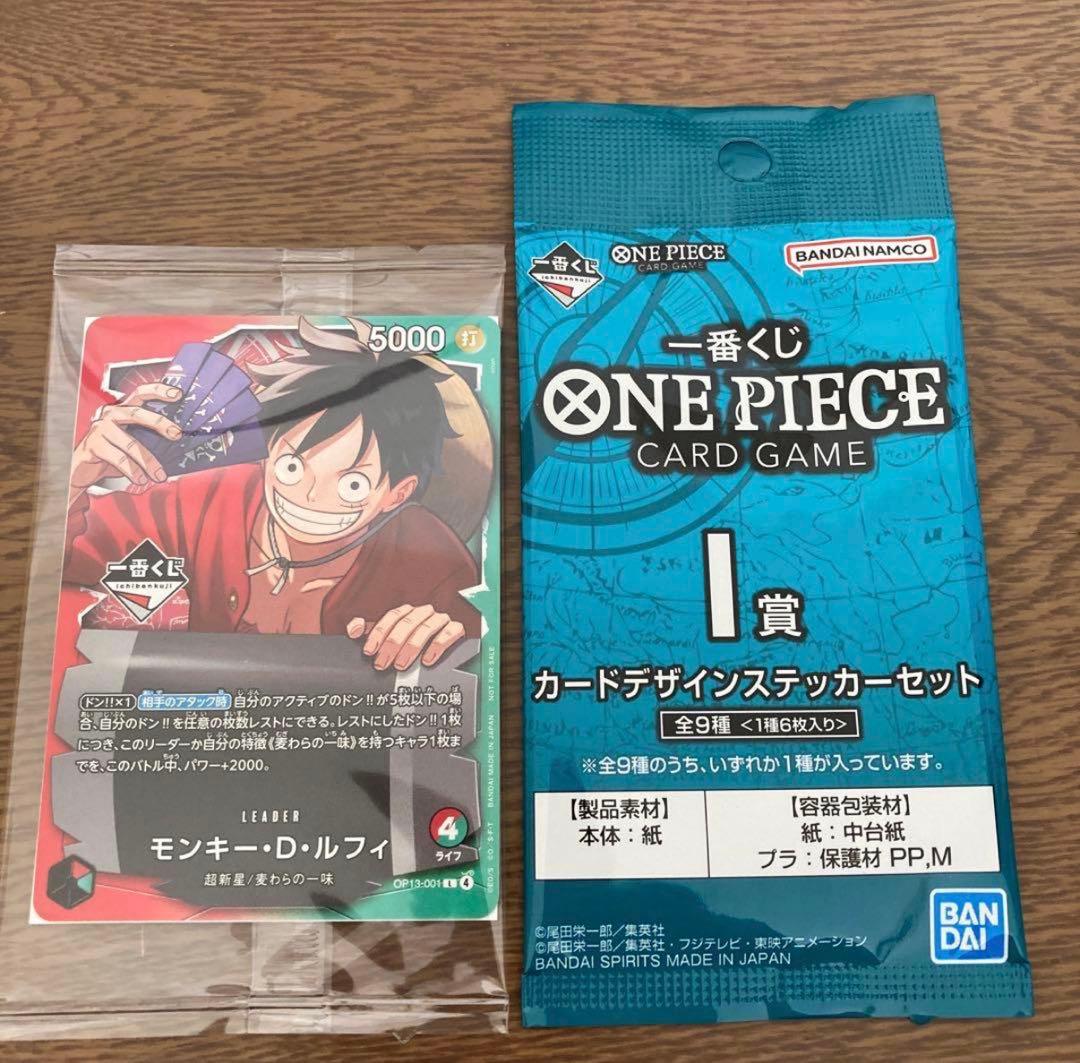 5000 打
一番くじ
ichibankuji
ドン!!×1 相手のアタック時 自分のアクティブのドン!!が5枚以下の場
合、自分のドン!!を任意の枚数レストにできる。レストにしたドン!!1枚
につき、このリーダーか自分の特徴《麦わらの一味》を持つキャラ1枚ま
でを、このバトル中、パワー+2000。
LEADER
モンキー・D・ルフィ
超新星/麦わらの一味
4
ライフ
OP13-001 L 4
©E.O./S ©O.S.F.T BANDAI MADE IN JAPAN NOT FOR SALE
一番くじ
ichibankuji
ONE PIECE
CARD GAME
BANDAI NAMCO
一番くじ
ONE PIECE
CARD GAME
I賞
カードデザインステッカーセット
全9種 <1種6枚入り>
※全9種のうち、いずれか1種が入っています。
【製品素材】
本体:紙
【容器包装材】
紙:中台紙
プラ:保護材 PP,M
©尾田栄一郎/集英社
©尾田栄一郎/集英社・フジテレビ・東映アニメーション
BANDAI SPIRITS MADE IN JAPAN
BAN
DAI